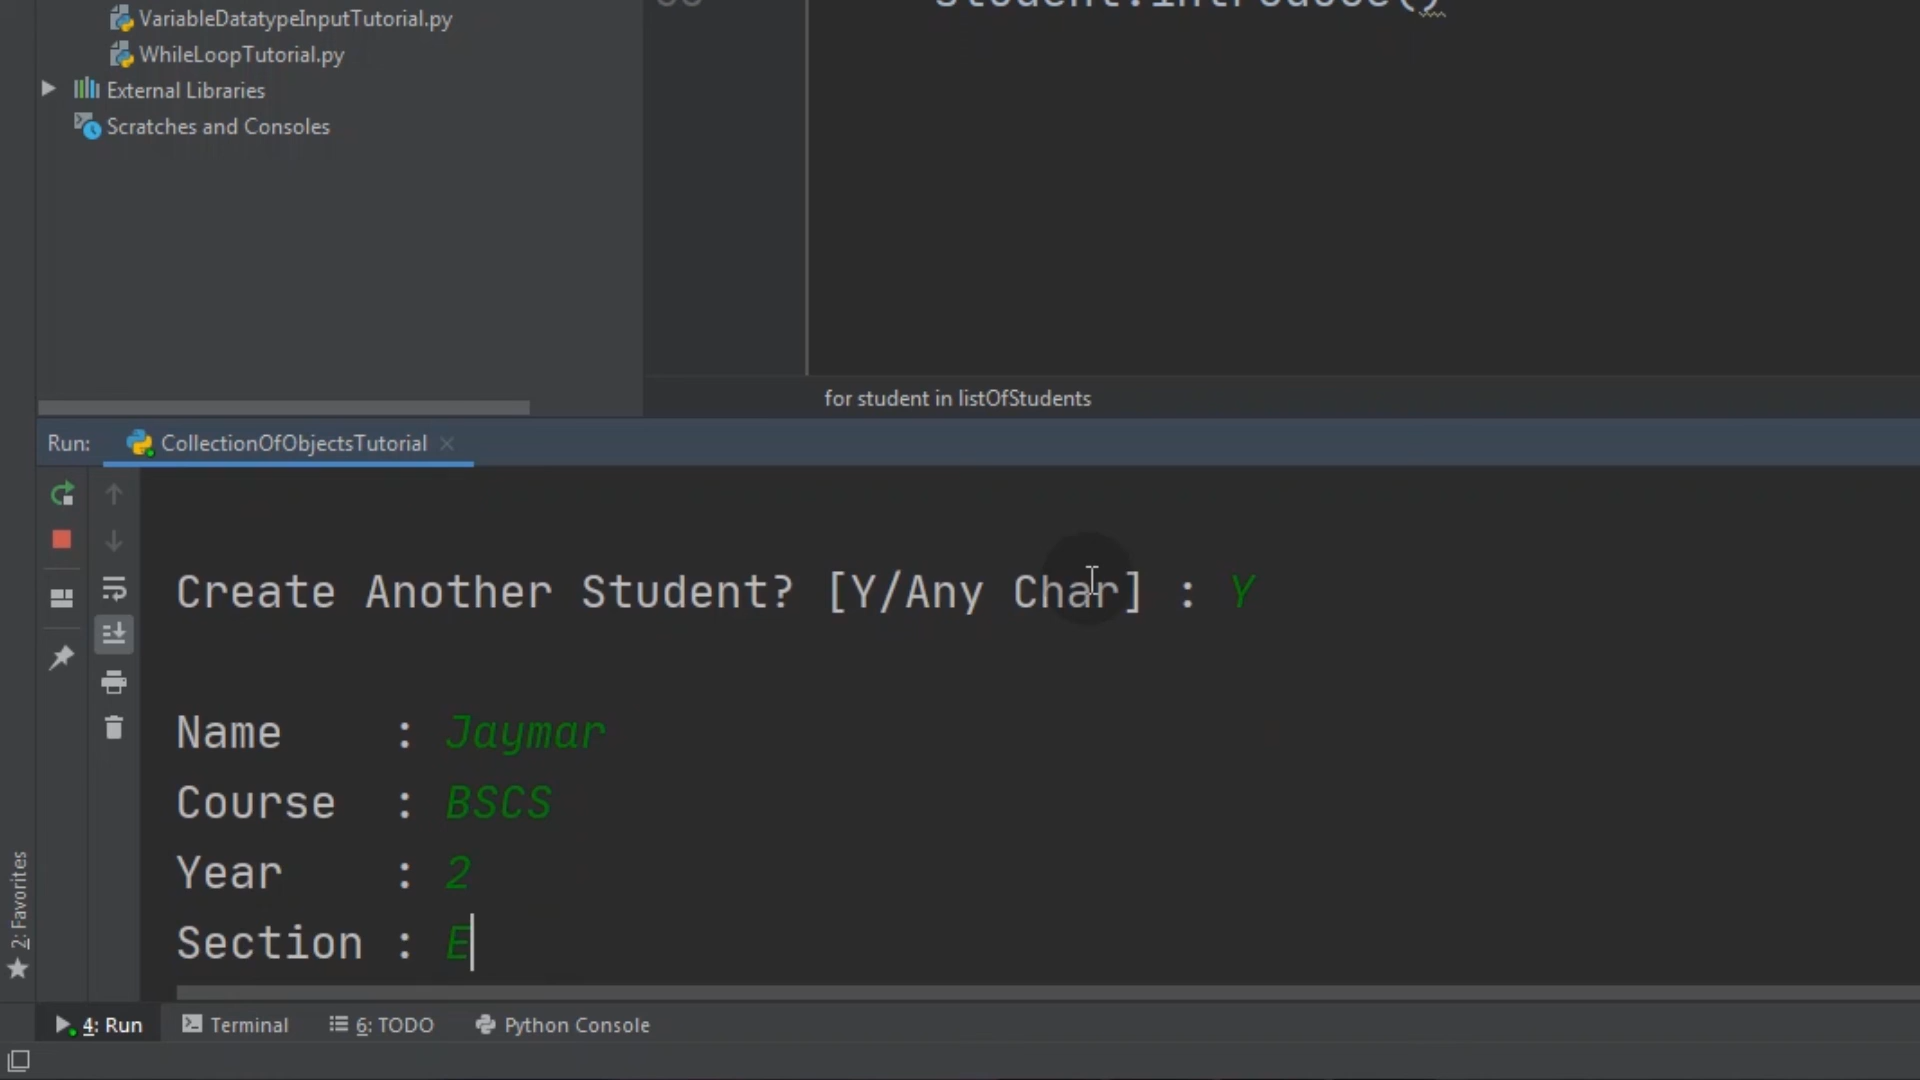 VariableDatatypeInputTutorial.py
WhileLoopTutorial.py
External Libraries
Scratches and Consoles
for student in listOfStudents
Run: CollectionOfObjectsTutorial
Create Another Student? [Y/Any Char] : Y
Name : Jaymar
Course : BSCS
Year : 2
Section : E
2: Favorites
4: Run Terminal 6: TODO Python Console